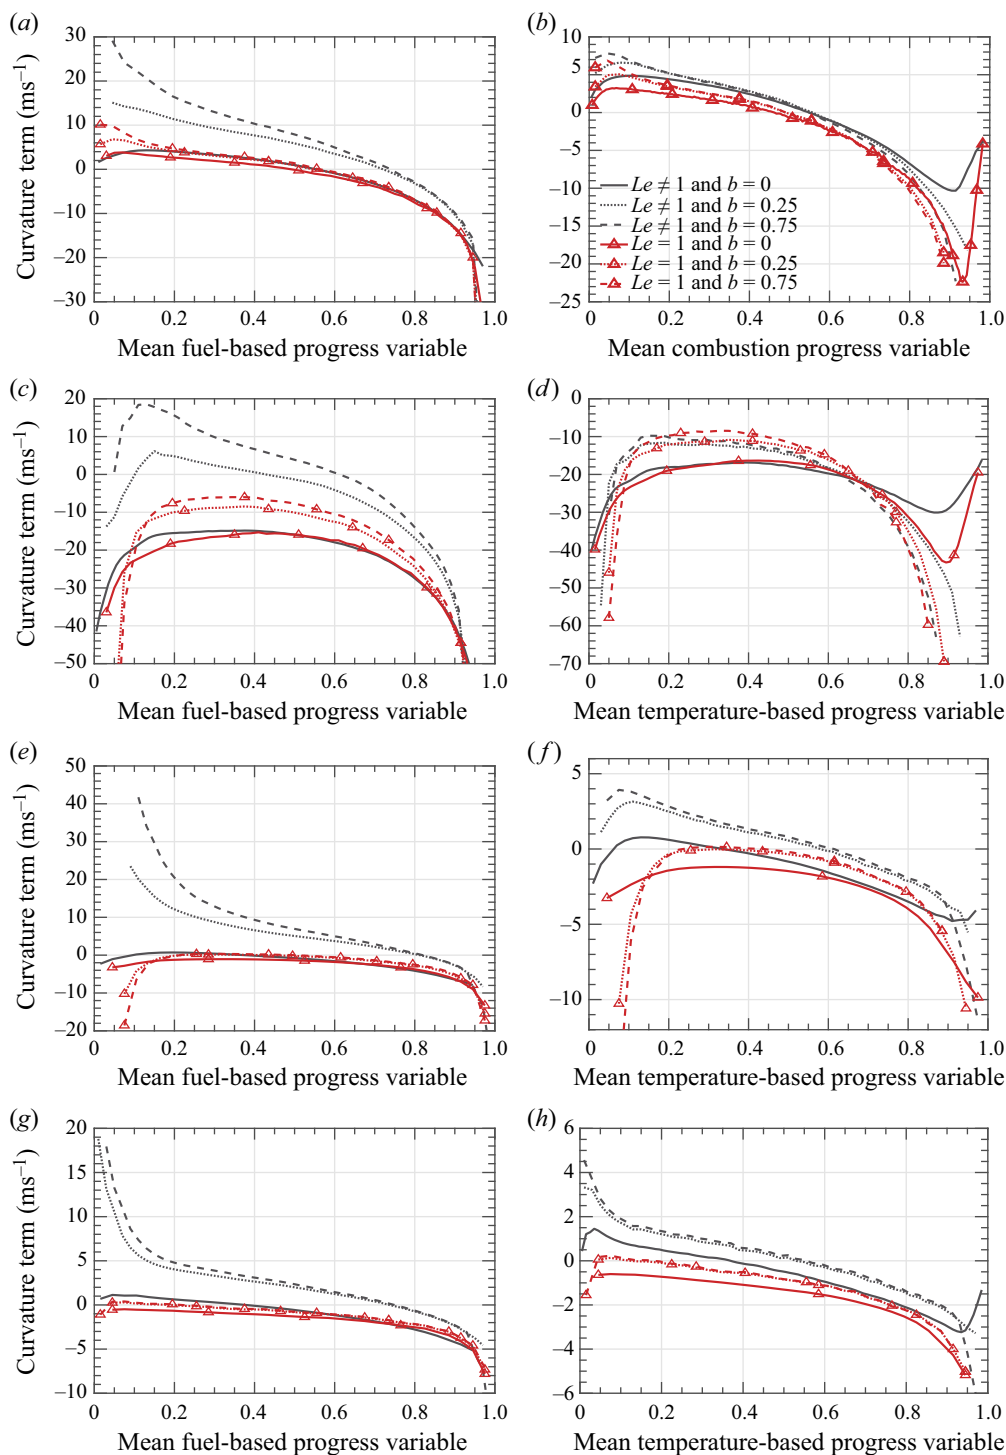 (a)
30
20
10
0
–10
–20
–30
Curvature term (ms–1)
0 0.2 0.4 0.6 0.8 1.0
Mean fuel-based progress variable
(b)
10
5
0
–5
–10
–15
–20
–25
Le ≠ 1 and b = 0
Le ≠ 1 and b = 0.25
Le ≠ 1 and b = 0.75
Le = 1 and b = 0
Le = 1 and b = 0.25
Le = 1 and b = 0.75
0 0.2 0.4 0.6 0.8 1.0
Mean combustion progress variable
(c)
20
10
0
–10
–20
–30
–40
–50
Curvature term (ms–1)
0 0.2 0.4 0.6 0.8 1.0
Mean fuel-based progress variable
(d)
0
–10
–20
–30
–40
–50
–60
–70
0 0.2 0.4 0.6 0.8 1.0
Mean temperature-based progress variable
(e)
50
40
30
20
10
0
–10
–20
Curvature term (ms–1)
0 0.2 0.4 0.6 0.8 1.0
Mean fuel-based progress variable
(f)
5
0
–5
–10
0 0.2 0.4 0.6 0.8 1.0
Mean temperature-based progress variable
(g)
20
15
10
5
0
–5
–10
Curvature term (ms–1)
0 0.2 0.4 0.6 0.8 1.0
Mean fuel-based progress variable
(h)
6
4
2
0
–2
–4
–6
0 0.2 0.4 0.6 0.8 1.0
Mean temperature-based progress variable